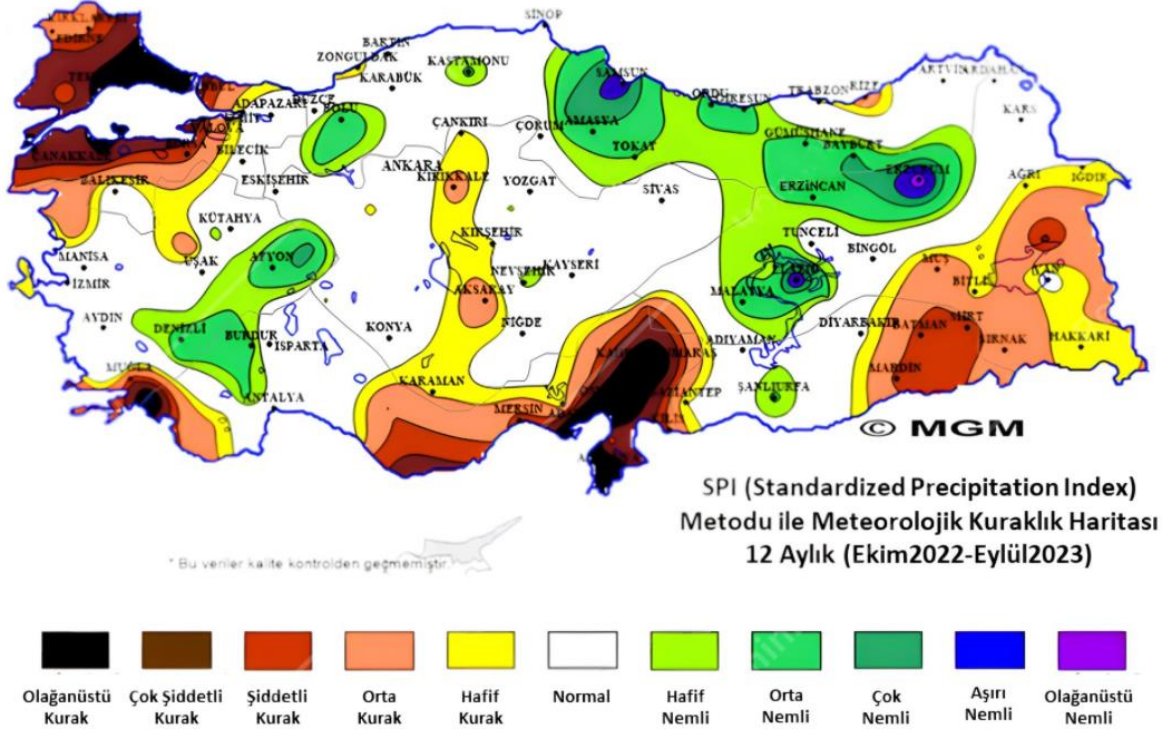 SİNOP
KIRKLARELİ
EDİRNE
BARTIN
ZONGULDAK
KASTAMONU
KARABÜK
SAMSUN
ARTVİN
ARDAHAN
ORDU
GİRESUN
TRABZON
RİZE
KARS
ADAPAZARI
DÜZCE
BOLU
ÇANKIRI
ÇORUM
AMASYA
GÜMÜŞHANE
YALOVA
BURSA
BİLECİK
TOKAT
BAYBURT
ÇANAKKALE
ANKARA
ERZURUM
BALIKESİR
ESKİŞEHİR
KIRIKKALE
YOZGAT
SİVAS
ERZİNCAN
AĞRI
IĞDIR
KÜTAHYA
KIRŞEHİR
TUNCELİ
BİNGÖL
MANİSA
UŞAK
AFYON
NEVŞEHİR
KAYSERİ
ELAZIĞ
MUŞ
VAN
İZMİR
AKSARAY
MALATYA
BİTLİS
AYDIN
DENİZLİ
BURDUR
ISPARTA
KONYA
NİĞDE
ADIYAMAN
DİYARBAKIR
BATMAN
SİİRT
ŞIRNAK
HAKKARİ
MUĞLA
KARAMAN
MARDİN
ANTALYA
MERSİN
GAZİANTEP
ŞANLIURFA
© MGM
SPI (Standardized Precipitation Index)
Metodu ile Meteorolojik Kuraklık Haritası
12 Aylık (Ekim2022-Eylül2023)
* Bu veriler kalite kontrolden geçmemiştir.
Olağanüstü Kurak
Çok Şiddetli Kurak
Şiddetli Kurak
Orta Kurak
Hafif Kurak
Normal
Hafif Nemli
Orta Nemli
Çok Nemli
Aşırı Nemli
Olağanüstü Nemli